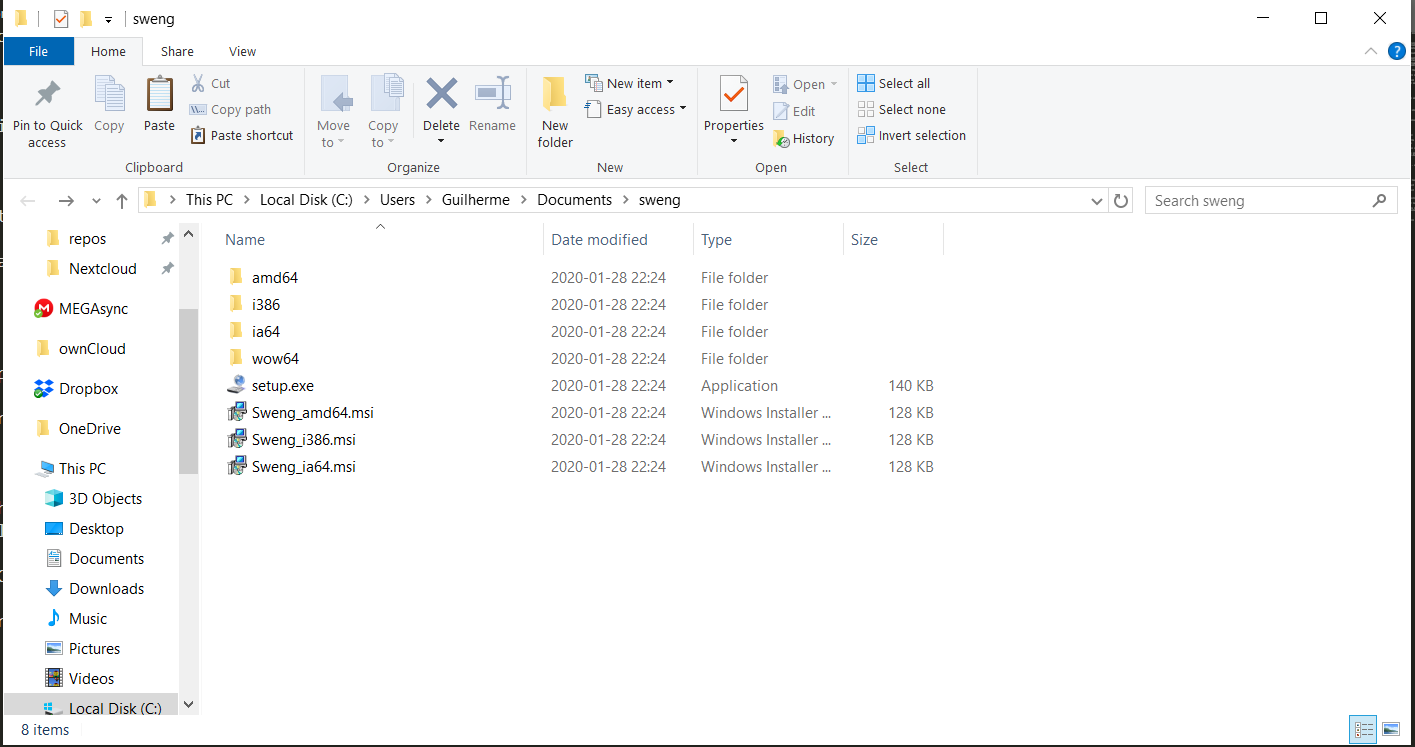 sweng
File Home Share View
Pin to Quick access
Copy
Paste
Cut
Copy path
Paste shortcut
Clipboard
Move to
Copy to
Delete
Rename
Organize
New folder
New item
Easy access
New
Properties
Open
Edit
History
Open
Select all
Select none
Invert selection
Select
This PC > Local Disk (C:) > Users > Guilherme > Documents > sweng
Search sweng
repos
Nextcloud
MEGAsync
ownCloud
Dropbox
OneDrive
This PC
3D Objects
Desktop
Documents
Downloads
Music
Pictures
Videos
Local Disk (C:)
Name Date modified Type Size
amd64 2020-01-28 22:24 File folder
i386 2020-01-28 22:24 File folder
ia64 2020-01-28 22:24 File folder
wow64 2020-01-28 22:24 File folder
setup.exe 2020-01-28 22:24 Application 140 KB
Sweng_amd64.msi 2020-01-28 22:24 Windows Installer ... 128 KB
Sweng_i386.msi 2020-01-28 22:24 Windows Installer ... 128 KB
Sweng_ia64.msi 2020-01-28 22:24 Windows Installer ... 128 KB
8 items